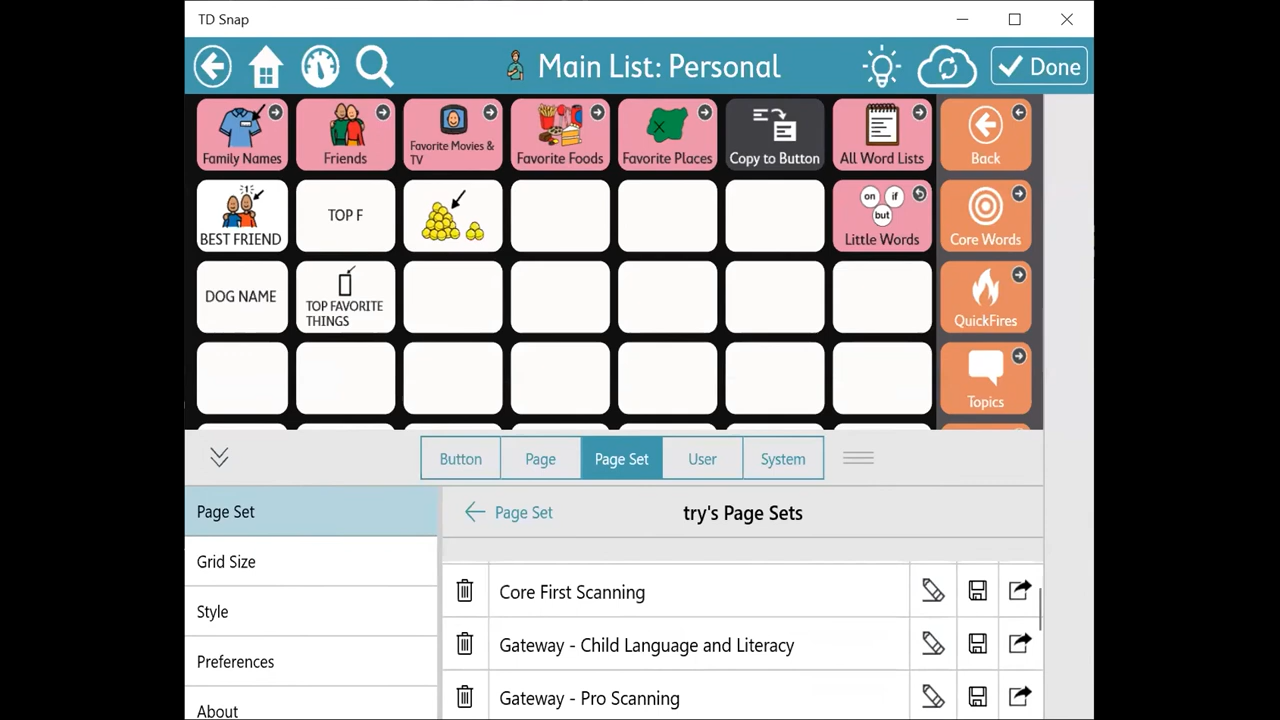 TD Snap
Main List: Personal
Done
Family Names
Friends
Favorite Movies &
TV
Favorite Foods
Favorite Places
Copy to Button
All Word Lists
Back
1
BEST FRIEND
TOP F
on
if
but
Little Words
Core Words
DOG NAME
TOP FAVORITE
THINGS
QuickFires
Topics
Button
Page
Page Set
User
System
Page Set
Page Set
try's Page Sets
Grid Size
Style
Preferences
About
Core First Scanning
Gateway - Child Language and Literacy
Gateway - Pro Scanning